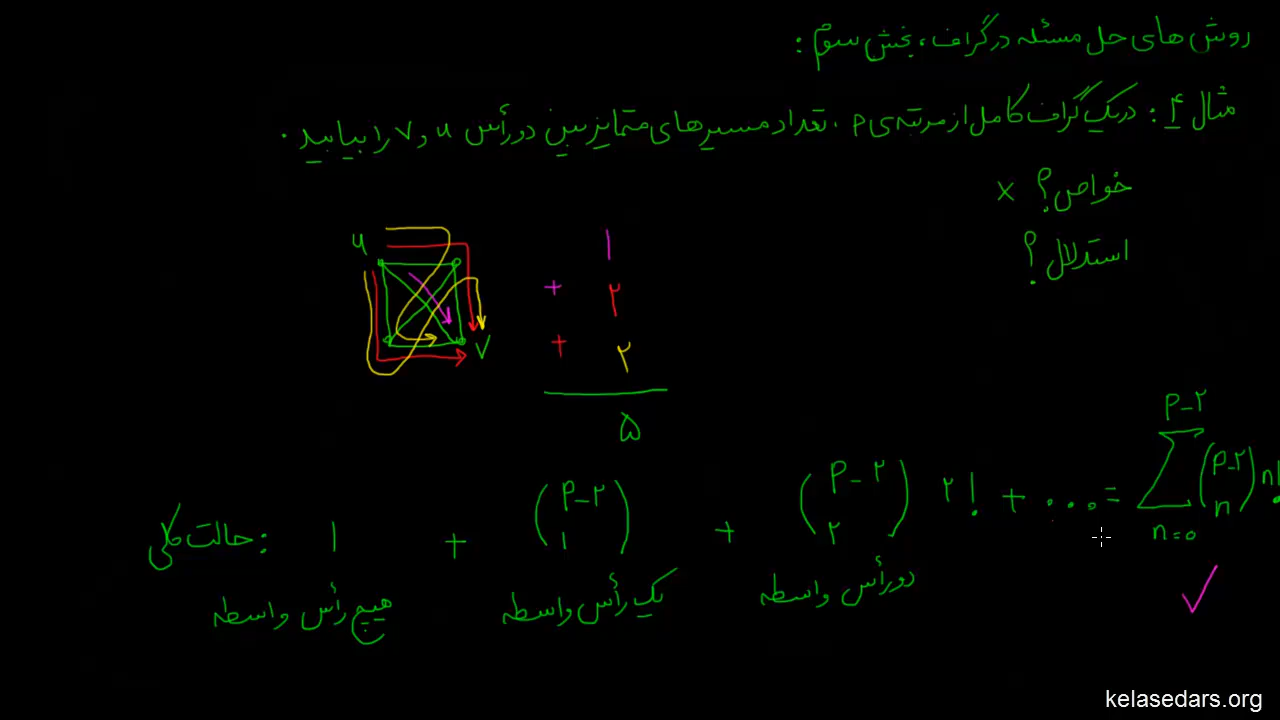 روش های حل مسئله در گراف، بخش سوم :
مثال ۴ : در یک گراف کامل از مرتبه ی p ، تعداد مسیرهای متمایز بین دو رأس u و v را بیابید .
خواص ؟ ×
استدلال ؟
u
v
۱
+ ۲
+ ۲
۵
حالت کلی : ۱ + (p-۲ ۱) + (p-۲ ۲) ۲! + ... = ∑ p-۲ n=۰ (p-۲ n) n!
هیچ رأس واسطه
یک رأس واسطه
دو رأس واسطه
✓
kelasedars.org